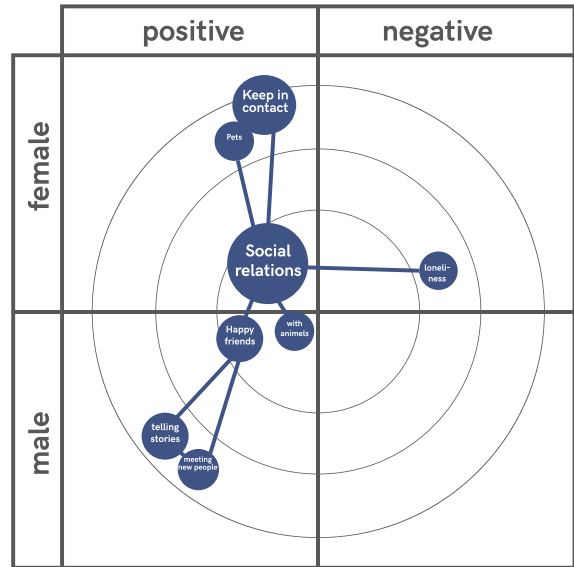 positive
negative
female
male
Keep in
contact
Pets
Social
relations
loneli-
ness
Happy
friends
with
animels
telling
stories
meeting
new people